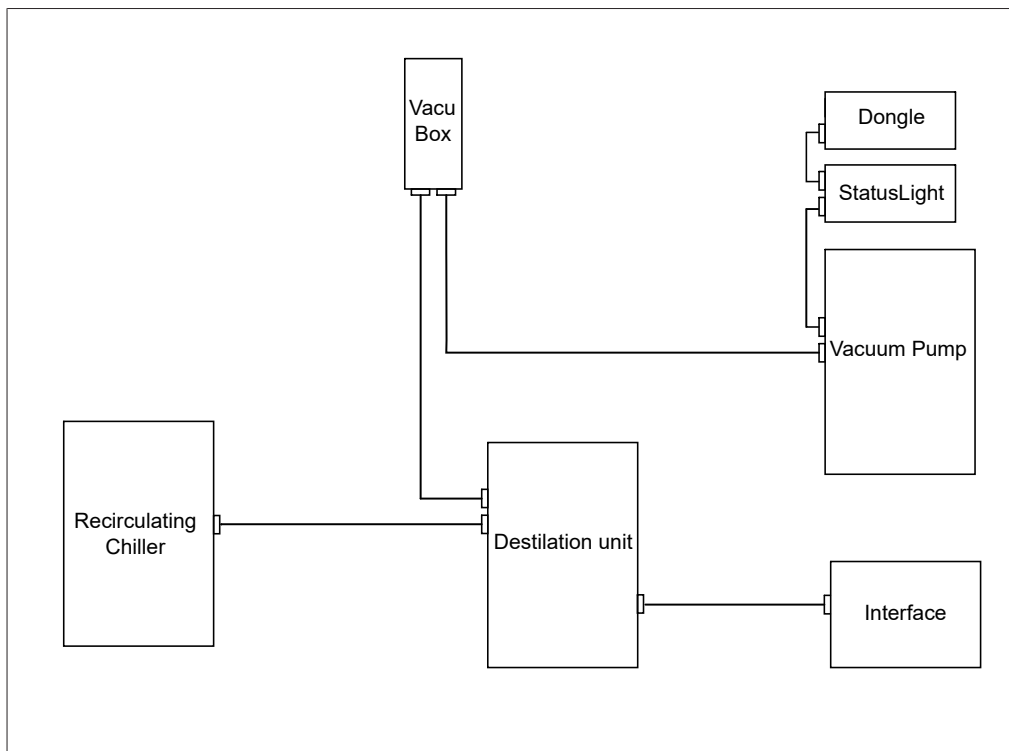 Vacu
Box
Dongle
StatusLight
Vacuum Pump
Recirculating
Chiller
Destilation unit
Interface